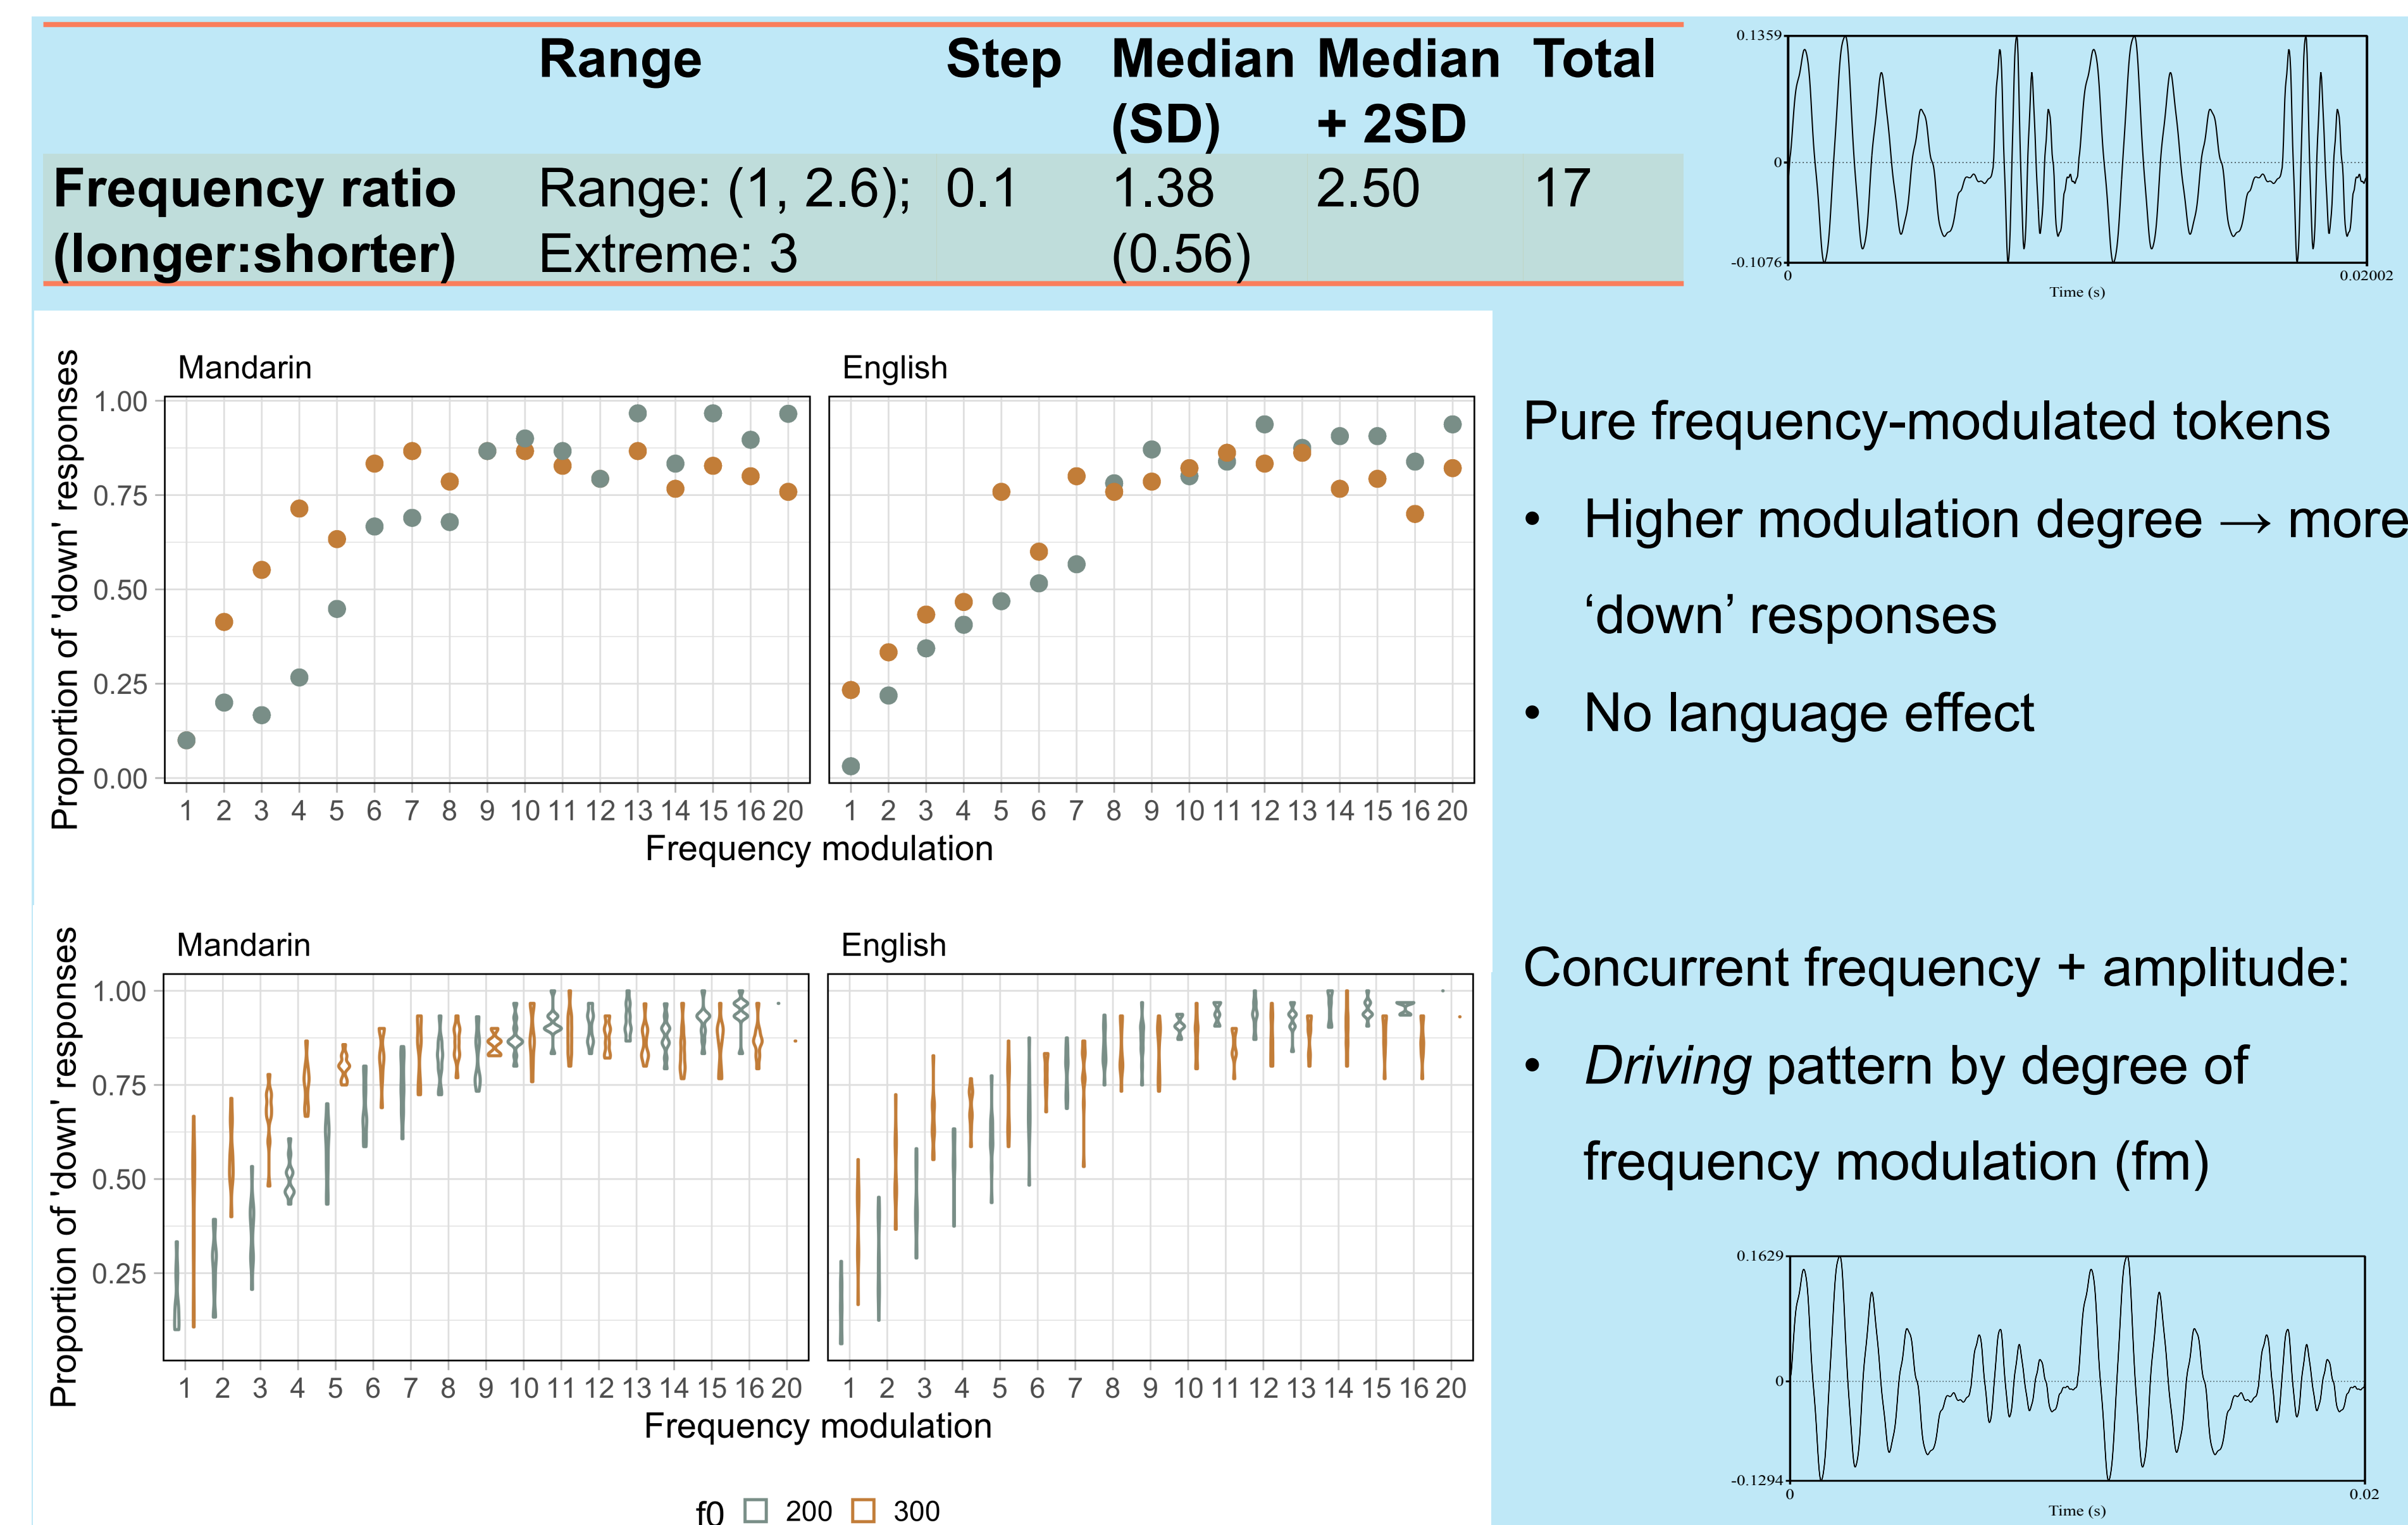 Range Step Median Median Total
(SD) + 2SD
Frequency ratio Range: (1, 2.6); 0.1 1.38 2.50 17
(longer:shorter) Extreme: 3 (0.56)
0.1359
0
-0.1076
0 0.02002
Time (s)
Mandarin English
Proportion of 'down' responses
1.00
0.75
0.50
0.25
0.00
1 2 3 4 5 6 7 8 9 10 11 12 13 14 15 16 20 1 2 3 4 5 6 7 8 9 10 11 12 13 14 15 16 20
Frequency modulation
Pure frequency-modulated tokens
• Higher modulation degree → more
‘down’ responses
• No language effect
Mandarin English
Proportion of 'down' responses
1.00
0.75
0.50
0.25
1 2 3 4 5 6 7 8 9 10 11 12 13 14 15 16 20 1 2 3 4 5 6 7 8 9 10 11 12 13 14 15 16 20
Frequency modulation
f0 200 300
Concurrent frequency + amplitude:
• Driving pattern by degree of
frequency modulation (fm)
0.1629
0
-0.1294
0 0.02
Time (s)